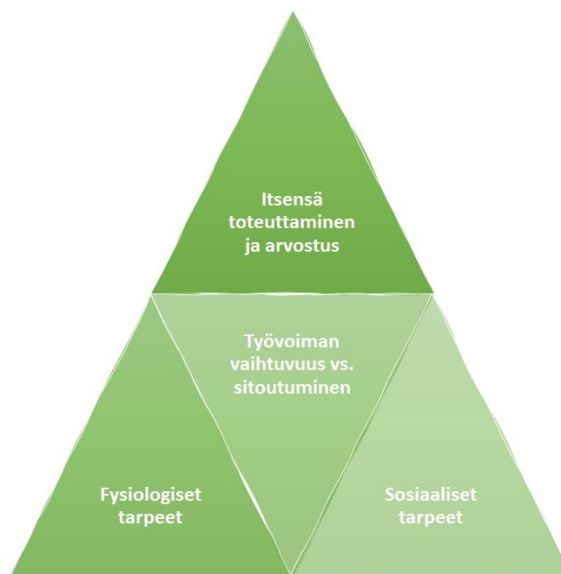 Itsensä
toteuttaminen
ja arvostus
Työvoiman
vaihtuvuus vs.
sitoutuminen
Fysiologiset
tarpeet
Sosiaaliset
tarpeet